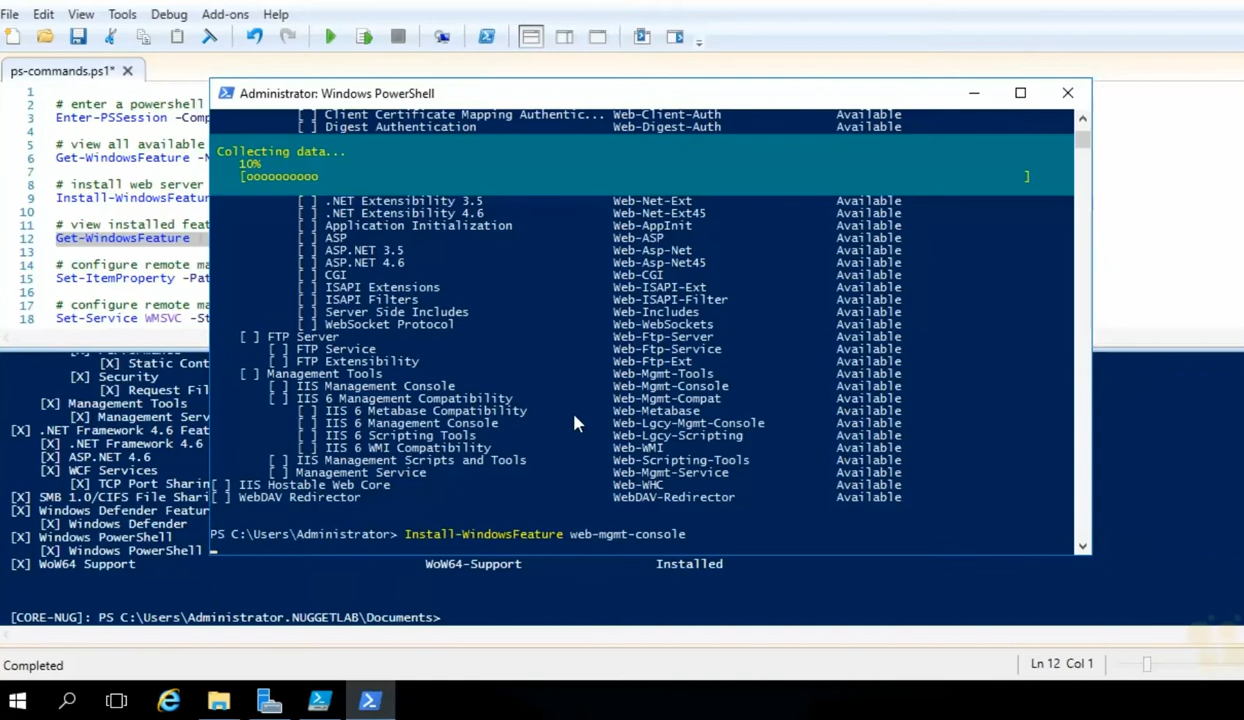 File Edit View Tools Debug Add-ons Help
ps-commands.ps1*
Administrator: Windows PowerShell
1
2 # enter a powershell
3 Enter-PSSession -Comp
4
5 # view all available
6 Get-WindowsFeature -N
7
8 # install web server
9 Install-WindowsFeatur
10
11 # view installed feat
12 Get-WindowsFeature
13
14 # configure remote ma
15 Set-ItemProperty -Pat
16
17 # configure remote ma
18 Set-Service WMSVC -St
[ ] Client Certificate Mapping Authentic... Web-Client-Auth Available
[ ] Digest Authentication Web-Digest-Auth Available
Collecting data...
10%
[oooooooooo ]
[ ] .NET Extensibility 3.5 Web-Net-Ext Available
[ ] .NET Extensibility 4.6 Web-Net-Ext45 Available
[ ] Application Initialization Web-AppInit Available
[ ] ASP Web-ASP Available
[ ] ASP.NET 3.5 Web-Asp-Net Available
[ ] ASP.NET 4.6 Web-Asp-Net45 Available
[ ] CGI Web-CGI Available
[ ] ISAPI Extensions Web-ISAPI-Ext Available
[ ] ISAPI Filters Web-ISAPI-Filter Available
[ ] Server Side Includes Web-Includes Available
[ ] WebSocket Protocol Web-WebSockets Available
[ ] FTP Server Web-Ftp-Server Available
[ ] FTP Service Web-Ftp-Service Available
[ ] FTP Extensibility Web-Ftp-Ext Available
[ ] Management Tools Web-Mgmt-Tools Available
[ ] IIS Management Console Web-Mgmt-Console Available
[ ] IIS 6 Management Compatibility Web-Mgmt-Compat Available
[ ] IIS 6 Metabase Compatibility Web-Metabase Available
[ ] IIS 6 Management Console Web-Lgcy-Mgmt-Console Available
[ ] IIS 6 Scripting Tools Web-Lgcy-Scripting Available
[ ] IIS 6 WMI Compatibility Web-WMI Available
[ ] IIS Management Scripts and Tools Web-Scripting-Tools Available
[ ] Management Service Web-Mgmt-Service Available
[ ] IIS Hostable Web Core Web-WHC Available
[ ] WebDAV Redirector WebDAV-Redirector Available
PS C:\Users\Administrator> Install-WindowsFeature web-mgmt-console
[X] Static Cont
[X] Security
[X] Request Fil
[X] Management Tools
[X] Management Serv
[X] .NET Framework 4.6 Feat
[X] .NET Framework 4.6
[X] ASP.NET 4.6
[X] WCF Services
[X] TCP Port Sharin
[X] SMB 1.0/CIFS File Shari
[X] Windows Defender Featur
[X] Windows Defender
[X] Windows PowerShell
[X] Windows PowerShell
[X] WoW64 Support WoW64-Support Installed
[CORE-NUG]: PS C:\Users\Administrator.NUGGETLAB\Documents>
Completed Ln 12 Col 1